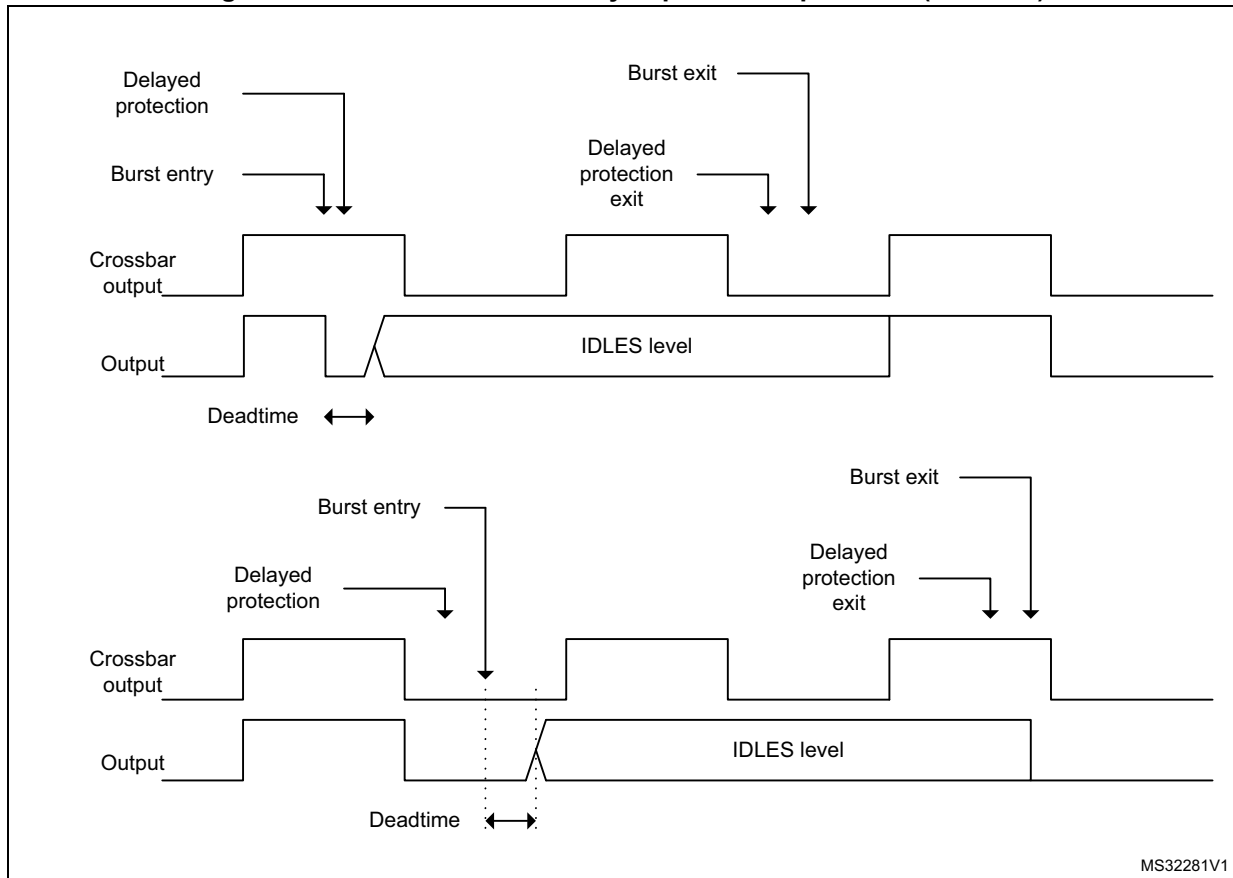 Delayed
protection
Burst entry
Burst exit
Delayed
protection
exit
Crossbar
output
Output
IDLES level
Deadtime
Burst exit
Burst entry
Delayed
protection
exit
Delayed
protection
Crossbar
output
Output
IDLES level
Deadtime
MS32281V1